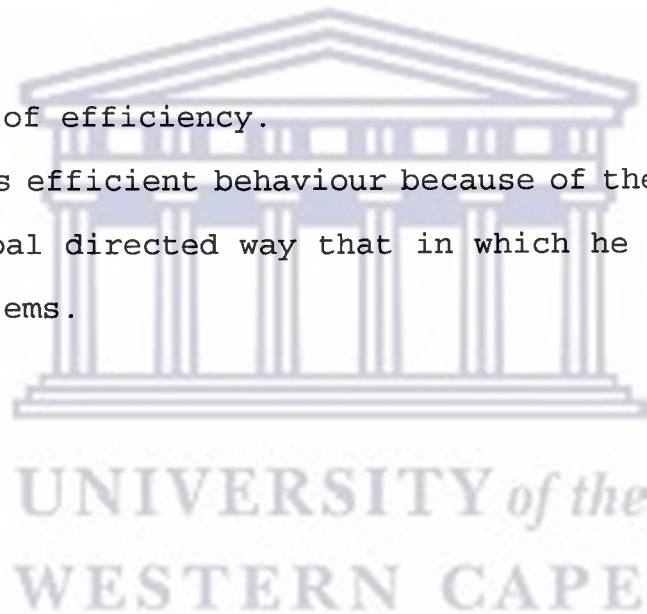 of efficiency.
s efficient behaviour because of the
al directed way that in which he
ems.
UNIVERSITY of the
WESTERN CAPE